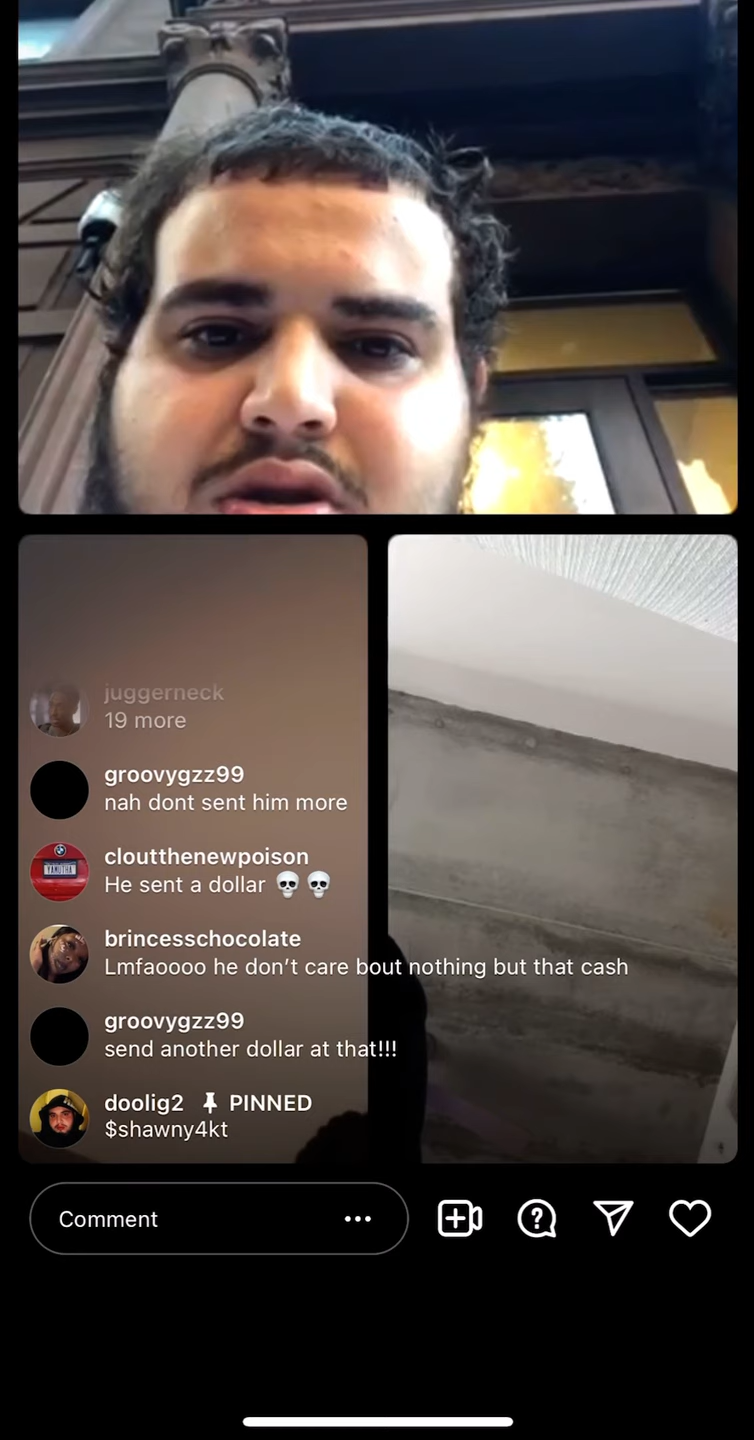 juggerneck
19 more
groovygzz99
nah dont sent him more
cloutthenewpoison
He sent a dollar 💀💀
brincesschocolate
Lmfaoooo he don’t care bout nothing but that cash
groovygzz99
send another dollar at that!!!
doolig2 📌 PINNED
$shawny4kt
Comment